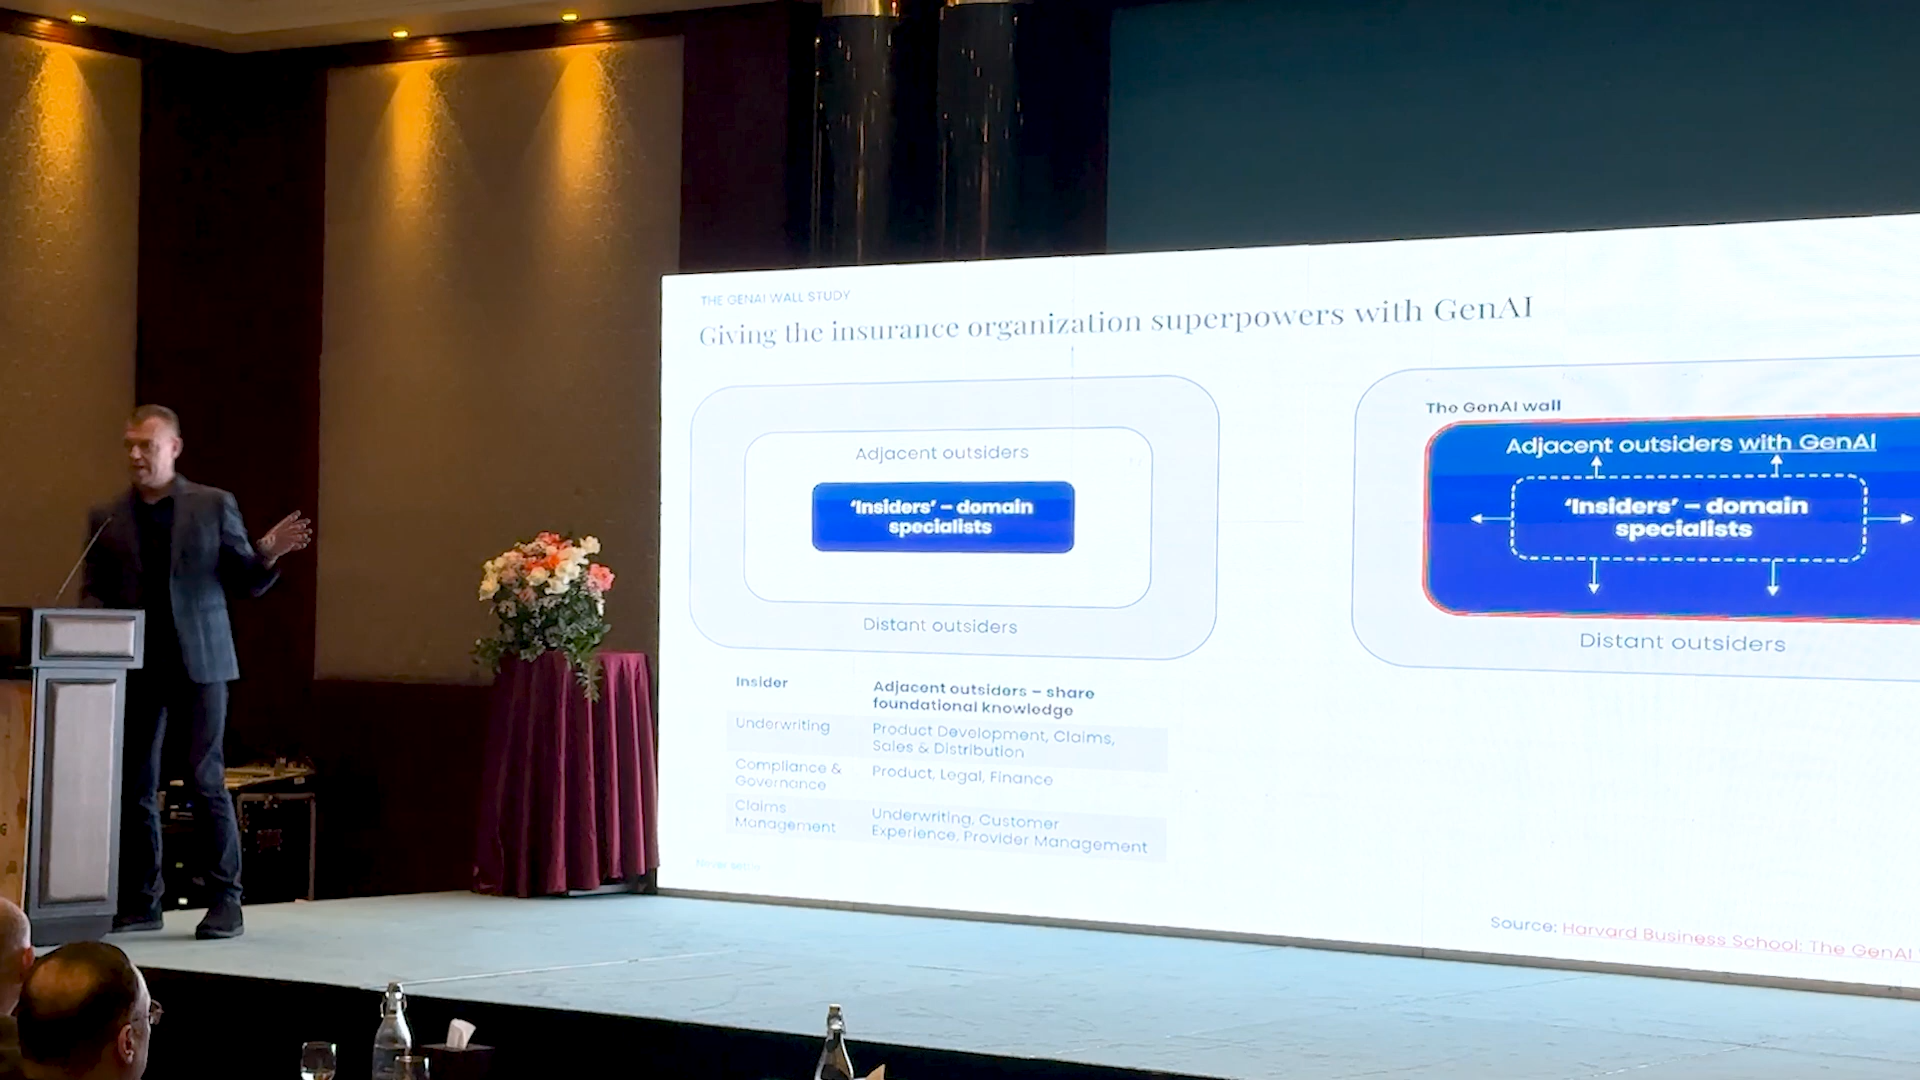 THE GENAI WALL STUDY
Giving the insurance organization superpowers with GenAI
Adjacent outsiders
‘Insiders’ – domain
specialists
Distant outsiders
The GenAI wall
Adjacent outsiders with GenAI
‘Insiders’ – domain
specialists
Distant outsiders
Insider
Adjacent outsiders – share
foundational knowledge
Underwriting
Product Development, Claims,
Sales & Distribution
Compliance &
Governance
Product, Legal, Finance
Claims
Management
Underwriting, Customer
Experience, Provider Management
Source: Harvard Business School: The GenAI
G